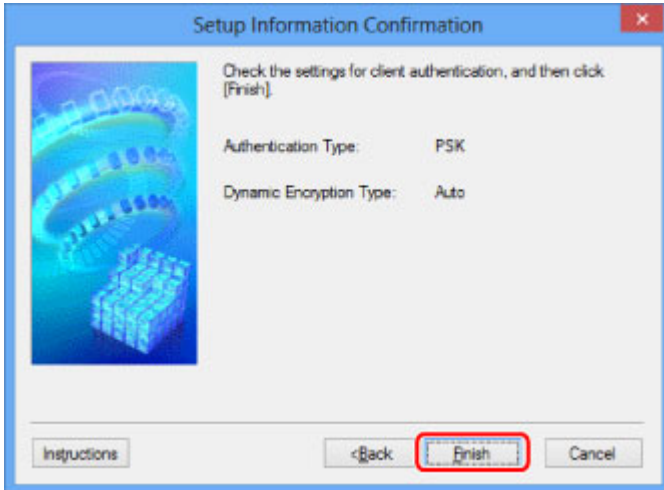 Setup Information Confirmation
Check the settings for client authentication, and then click
[Finish].
Authentication Type: PSK
Dynamic Encryption Type: Auto
Instructions <Back Finish Cancel